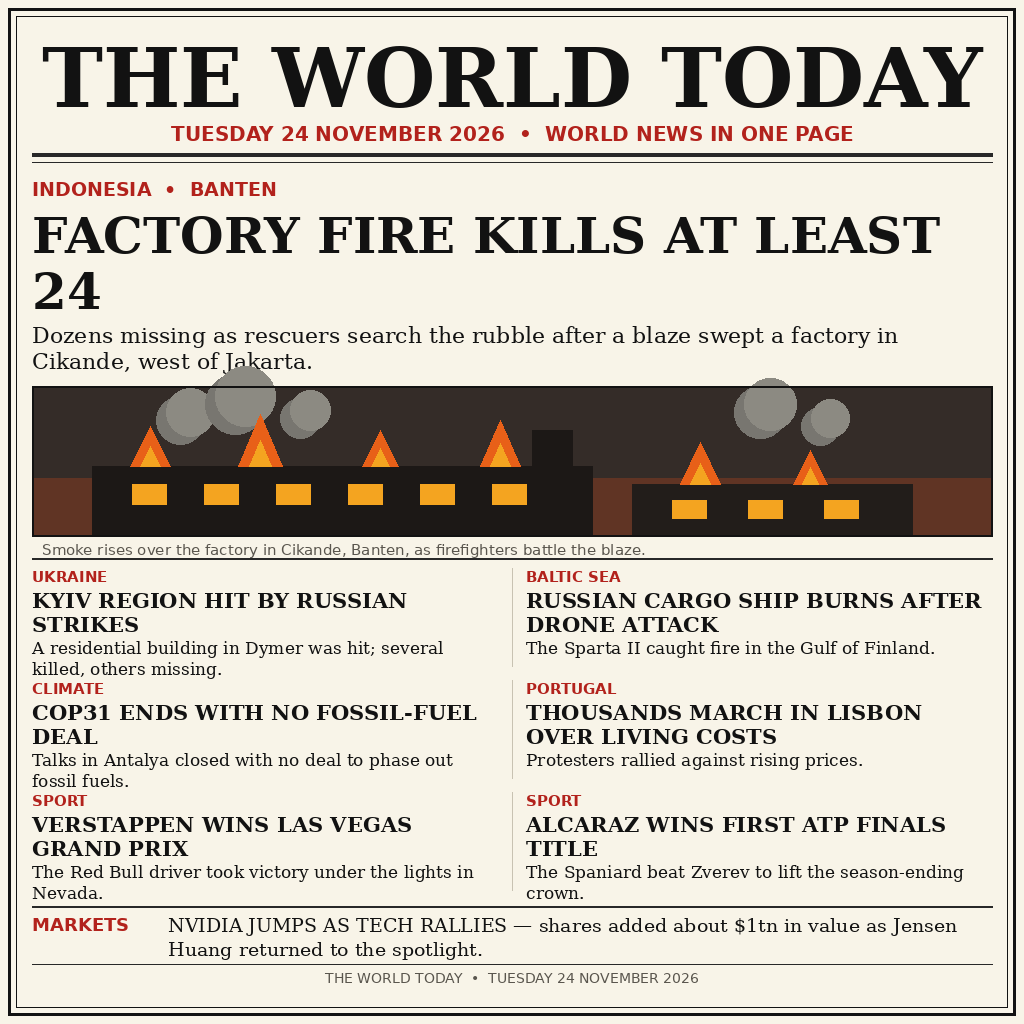 THE WORLD TODAY
TUESDAY 24 NOVEMBER 2026 • WORLD NEWS IN ONE PAGE
INDONESIA • BANTEN
FACTORY FIRE KILLS AT LEAST
24
Dozens missing as rescuers search the rubble after a blaze swept a factory in
Cikande, west of Jakarta.
Smoke rises over the factory in Cikande, Banten, as firefighters battle the blaze.
UKRAINE
KYIV REGION HIT BY RUSSIAN
STRIKES
A residential building in Dymer was hit; several
killed, others missing.
BALTIC SEA
RUSSIAN CARGO SHIP BURNS AFTER
DRONE ATTACK
The Sparta II caught fire in the Gulf of Finland.
CLIMATE
COP31 ENDS WITH NO FOSSIL-FUEL
DEAL
Talks in Antalya closed with no deal to phase out
fossil fuels.
PORTUGAL
THOUSANDS MARCH IN LISBON
OVER LIVING COSTS
Protesters rallied against rising prices.
SPORT
VERSTAPPEN WINS LAS VEGAS
GRAND PRIX
The Red Bull driver took victory under the lights in
Nevada.
SPORT
ALCARAZ WINS FIRST ATP FINALS
TITLE
The Spaniard beat Zverev to lift the season-ending
crown.
MARKETS
NVIDIA JUMPS AS TECH RALLIES — shares added about $1tn in value as Jensen
Huang returned to the spotlight.
THE WORLD TODAY • TUESDAY 24 NOVEMBER 2026